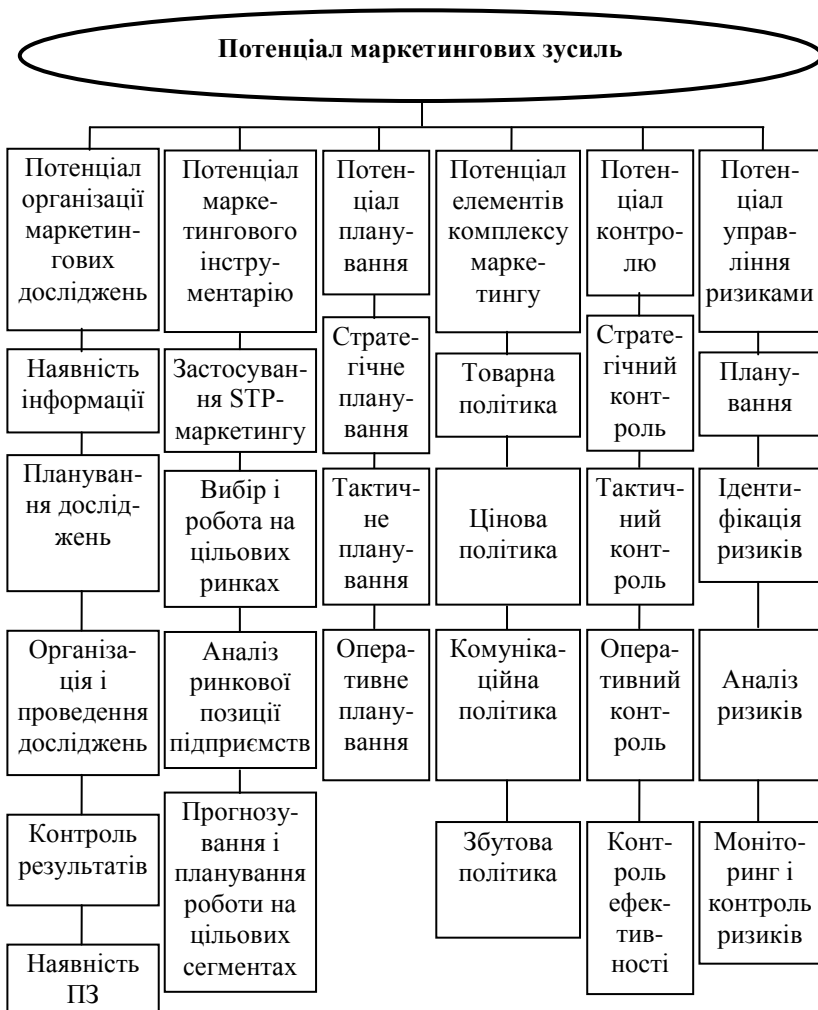 Потенціал маркетингових зусиль
Потенціал
організації
маркетин-
гових
досліджень
Наявність
інформації
Плануван-
ня дослід-
жень
Організа-
ція і
проведення
досліджень
Контроль
результатів
Наявність
ПЗ
Потенціал
марке-
тингового
інстру-
ментарію
Застосуван-
ня STP-
маркетингу
Вибір і
робота на
цільових
ринках
Аналіз
ринкової
позиції
підприємств
Прогнозу-
вання і
планування
роботи на
цільових
сегментах
Потен-
ціал
плану-
вання
Страте-
гічне
плану-
вання
Тактич-
не
плану-
вання
Опера-
тивне
плану-
вання
Потенціал
елементів
комплексу
марке-
тингу
Товарна
політика
Цінова
політика
Комуніка-
ційна
політика
Збутова
політика
Потен-
ціал
контро-
лю
Страте-
гічний
конт-
роль
Тактич-
ний
конт-
роль
Опера-
тивний
конт-
роль
Конт-
роль
ефек-
тив-
ності
Потен-
ціал
управ-
ління
ризиками
Плану-
вання
Іденти-
фікація
ризиків
Аналіз
ризиків
Моніто-
ринг і
контроль
ризиків